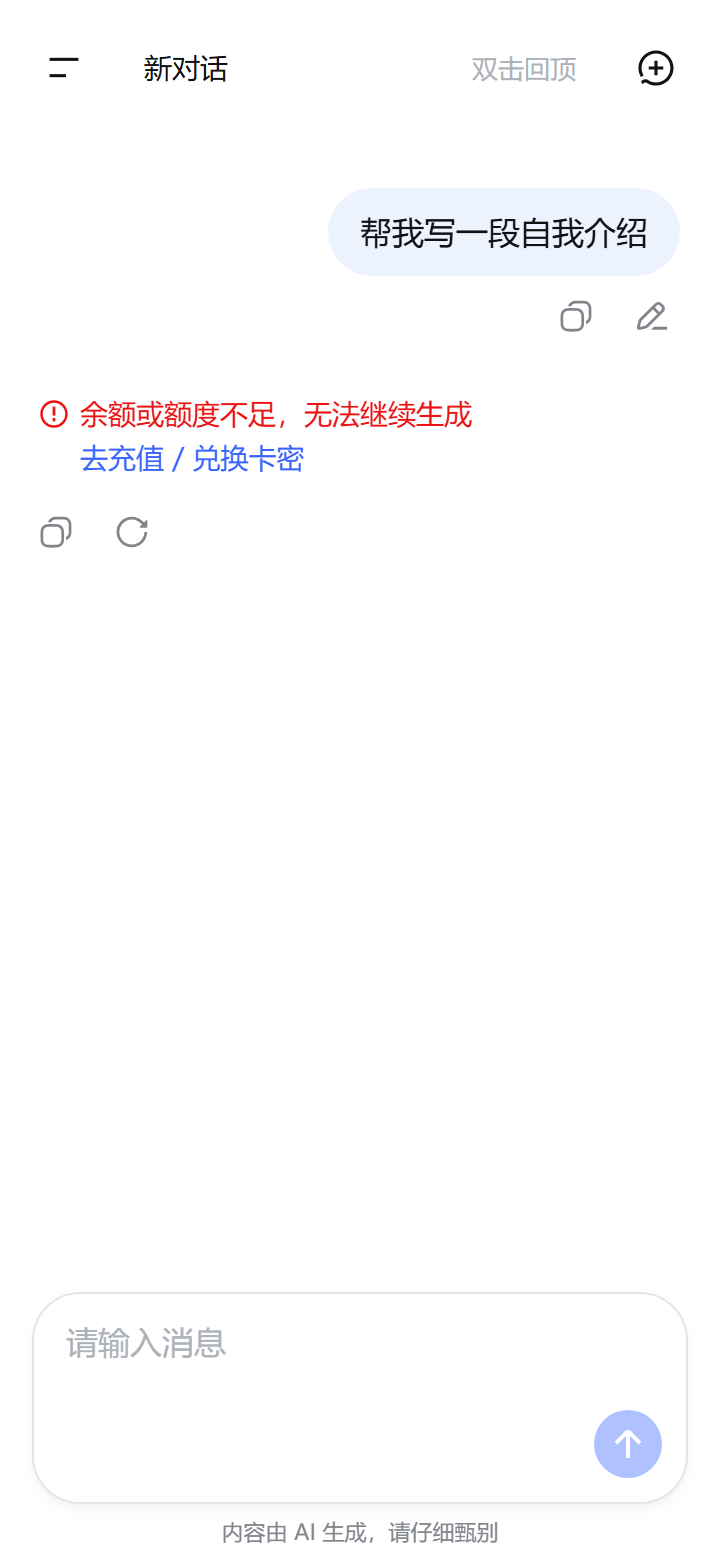 新对话
双击回顶
帮我写一段自我介绍
余额或额度不足，无法继续生成
去充值 / 兑换卡密
请输入消息
内容由 AI 生成，请仔细甄别